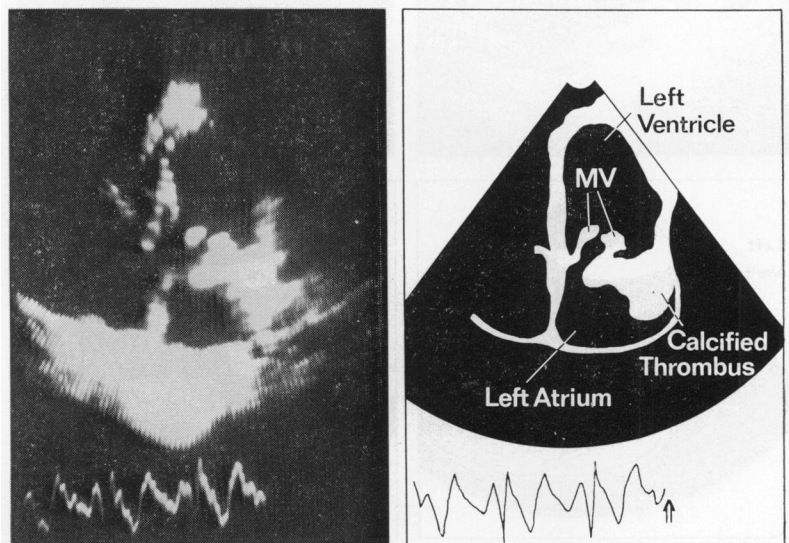 Left
Ventricle
MV
Calcified
Thrombus
Left Atrium